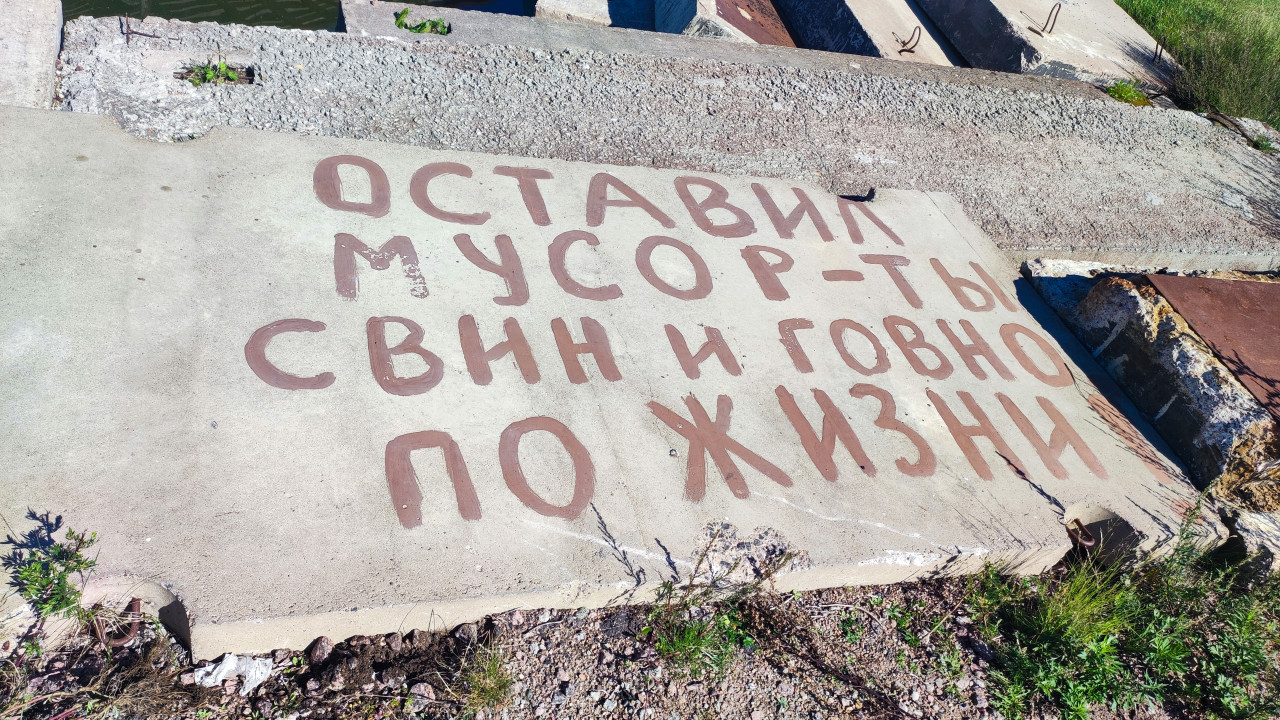 ОСТАВИЛ
МУСОР-ТЫ
СВИН И ГОВНО
ПО ЖИЗНИ